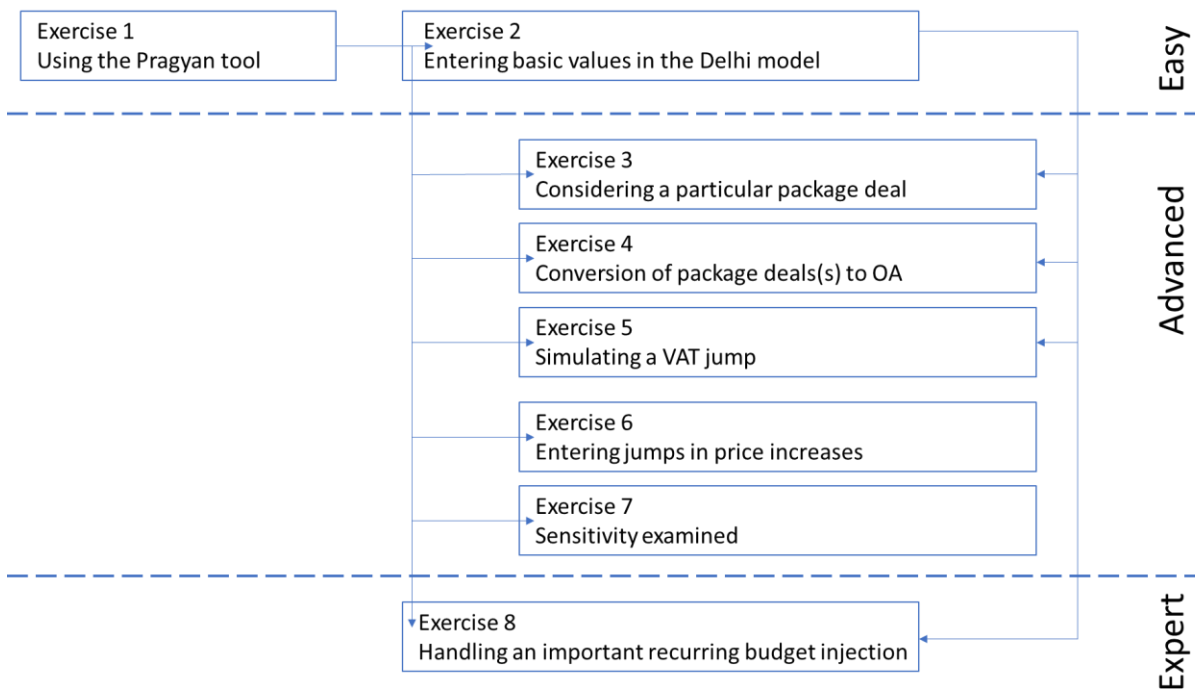 Exercise 1
Using the Pragyan tool
Exercise 2
Entering basic values in the Delhi model
Easy
Exercise 3
Considering a particular package deal
Exercise 4
Conversion of package deals(s) to OA
Exercise 5
Simulating a VAT jump
Exercise 6
Entering jumps in price increases
Exercise 7
Sensitivity examined
Advanced
Exercise 8
Handling an important recurring budget injection
Expert